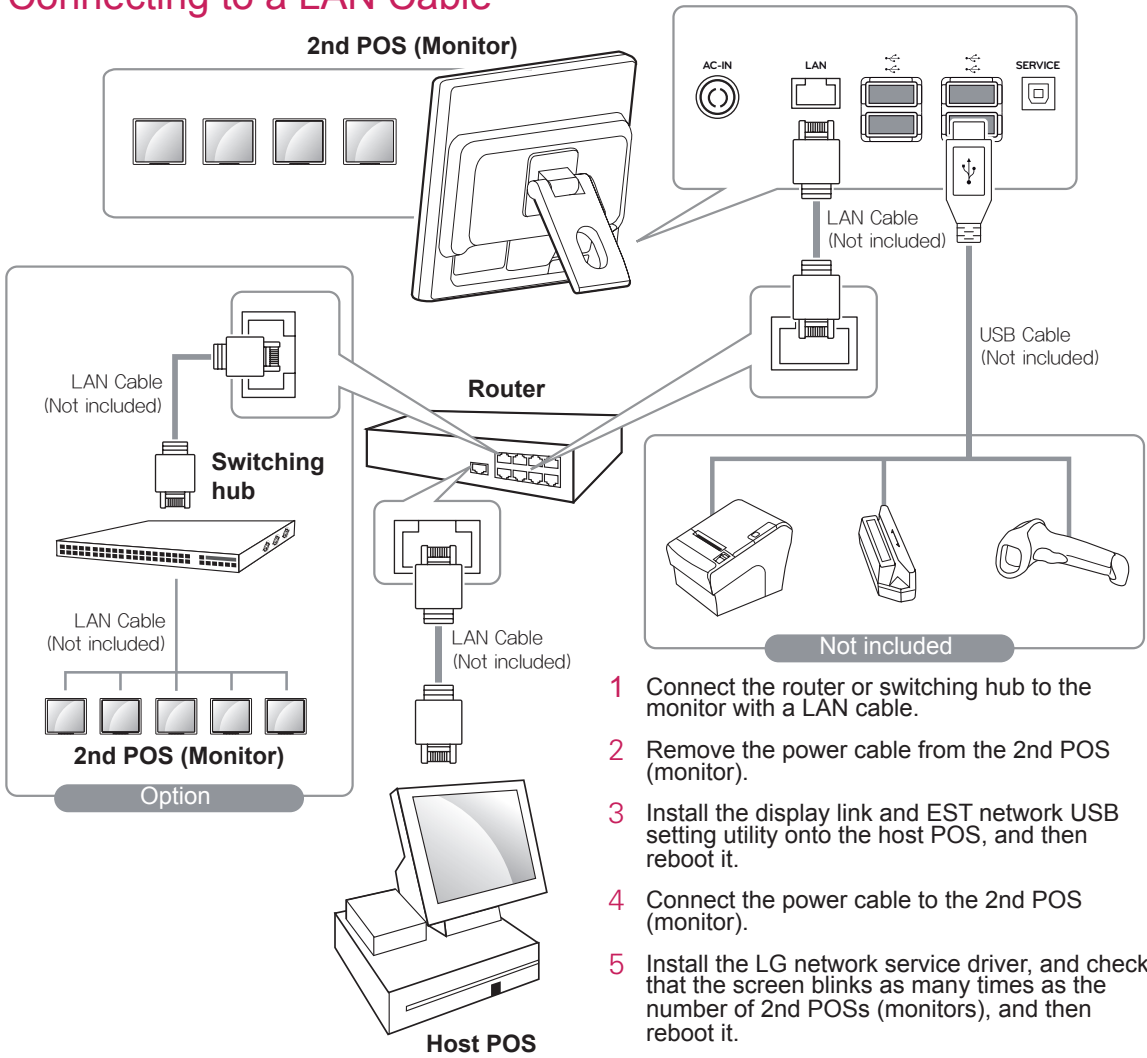 Connecting to a LAN Cable
2nd POS (Monitor)
AC-IN
LAN
SERVICE
LAN Cable
(Not included)
USB Cable
(Not included)
LAN Cable
(Not included)
Router
Switching
hub
LAN Cable
(Not included)
2nd POS (Monitor)
Option
LAN Cable
(Not included)
Host POS
Not included
1 Connect the router or switching hub to the
monitor with a LAN cable.
2 Remove the power cable from the 2nd POS
(monitor).
3 Install the display link and EST network USB
setting utility onto the host POS, and then
reboot it.
4 Connect the power cable to the 2nd POS
(monitor).
5 Install the LG network service driver, and check
that the screen blinks as many times as the
number of 2nd POSs (monitors), and then
reboot it.